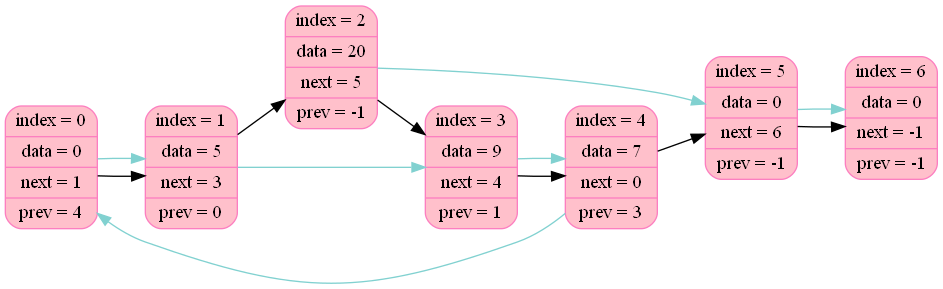 index = 0
data = 0
next = 1
prev = 4
index = 1
data = 5
next = 3
prev = 0
index = 2
data = 20
next = 5
prev = -1
index = 3
data = 9
next = 4
prev = 1
index = 4
data = 7
next = 0
prev = 3
index = 5
data = 0
next = 6
prev = -1
index = 6
data = 0
next = -1
prev = -1